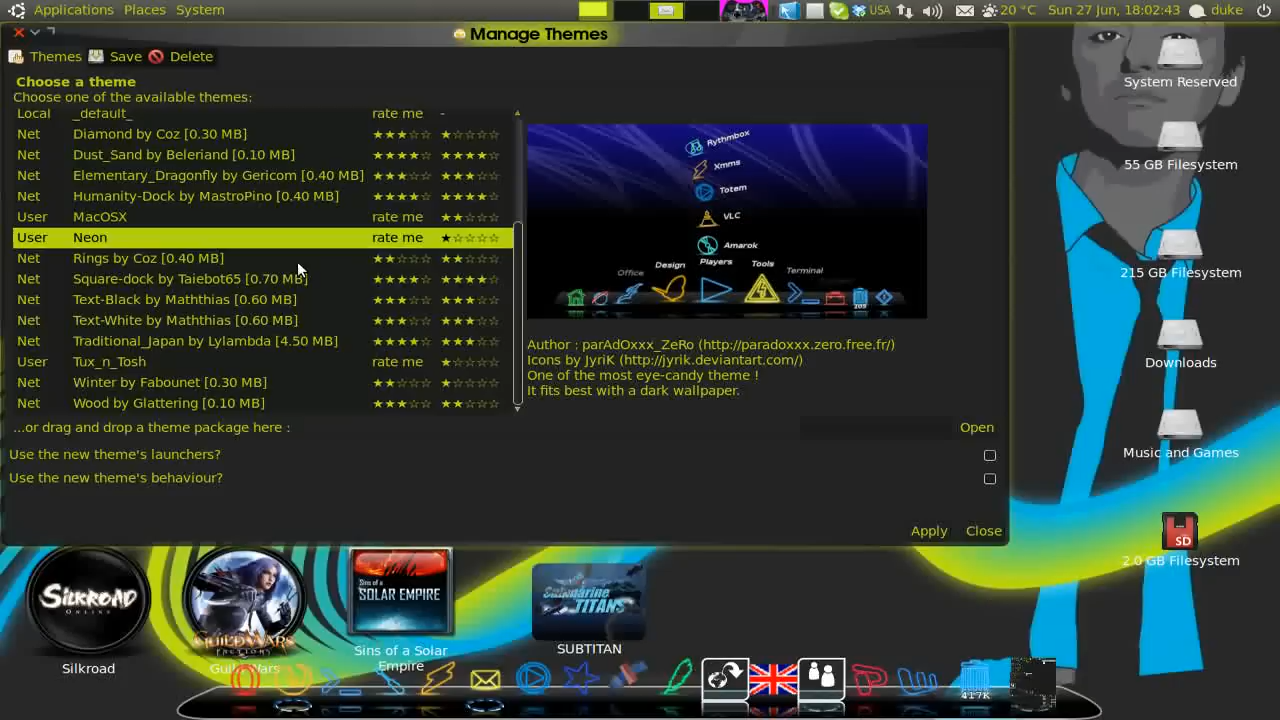 Applications Places System
USA 20 °C Sun 27 Jun, 18:02:43 duke
Manage Themes
Themes Save Delete
Choose a theme
Choose one of the available themes:
Local _default_ rate me -
Net Diamond by Coz [0.30 MB] ★★★☆☆ ★☆☆☆☆
Net Dust_Sand by Beleriand [0.10 MB] ★★★★☆ ★★★★☆
Net Elementary_Dragonfly by Gericom [0.40 MB] ★★★☆☆ ★★★☆☆
Net Humanity-Dock by MastroPino [0.40 MB] ★★★★☆ ★★★☆☆
User MacOSX rate me ★★☆☆☆
User Neon rate me ★☆☆☆☆
Net Rings by Coz [0.40 MB] ★★☆☆☆ ★★☆☆☆
Net Square-dock by Taiebot65 [0.70 MB] ★★★★☆ ★★★★☆
Net Text-Black by Maththias [0.60 MB] ★★★☆☆ ★★★☆☆
Net Text-White by Maththias [0.60 MB] ★★★☆☆ ★★★☆☆
Net Traditional_Japan by Lylambda [4.50 MB] ★★★★☆ ★★★☆☆
User Tux_n_Tosh rate me ★☆☆☆☆
Net Winter by Fabounet [0.30 MB] ★★☆☆☆ ★☆☆☆☆
Net Wood by Glattering [0.10 MB] ★★★☆☆ ★★☆☆☆
Rythmbox
Xmms
Totem
VLC
Amarok
Office Design Players Tools Terminal
Author : parAdOxxx_ZeRo (http://paradoxxx.zero.free.fr/)
Icons by JyriK (http://jyrik.deviantart.com/)
One of the most eye-candy theme !
It fits best with a dark wallpaper.
...or drag and drop a theme package here :
Open
Use the new theme's launchers?
Use the new theme's behaviour?
Apply Close
System Reserved
55 GB Filesystem
215 GB Filesystem
Downloads
Music and Games
SD
2.0 GB Filesystem
SILKROAD
ONLINE
Silkroad
GUILD WARS
FACTIONS
Guild Wars
Sins of a
SOLAR EMPIRE
Sins of a Solar
Empire
Submarine
TITANS
SUBTITAN
417K